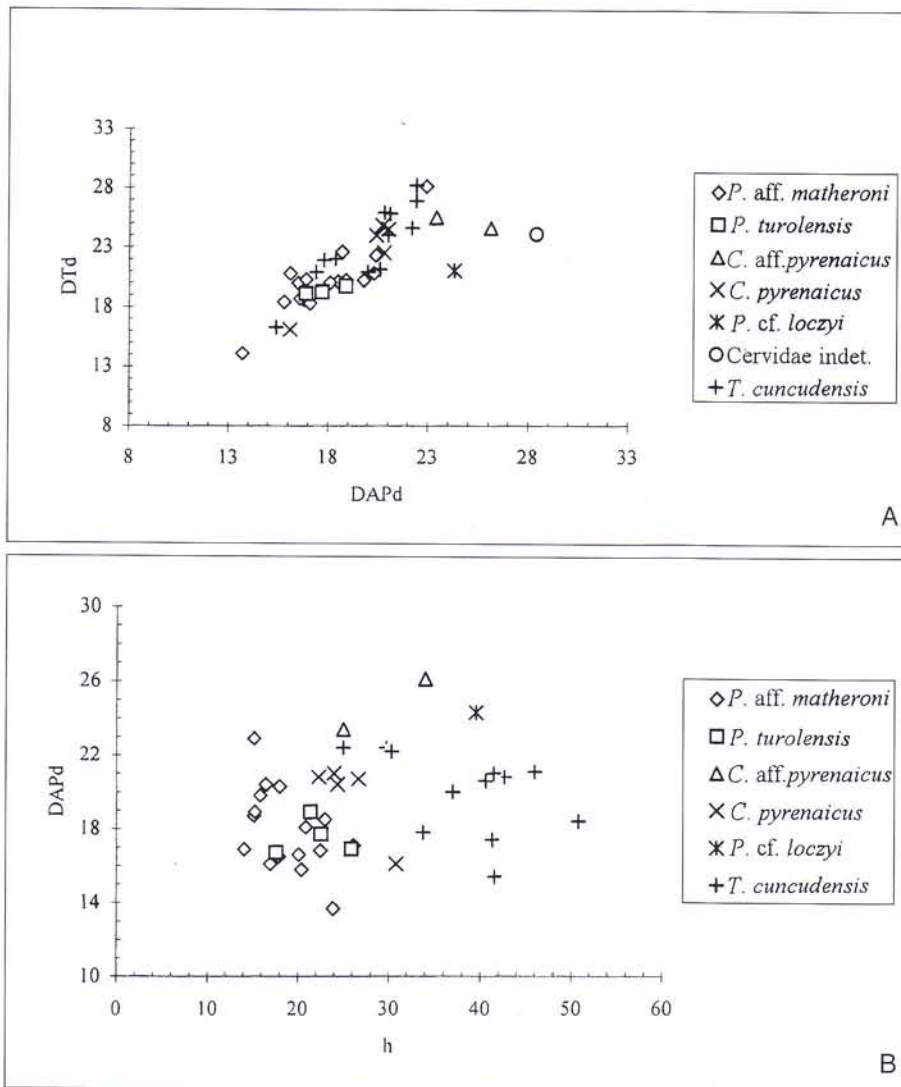 33
28
23
18
13
8
DTd
8 13 18 23 28 33
DAPd
P. aff. matheroni
P. turolensis
C. aff.pyrenaicus
C. pyrenaicus
P. cf. loczyi
Cervidae indet.
T. cuncudensis
A
30
26
22
18
14
10
DAPd
0 10 20 30 40 50 60
h
P. aff. matheroni
P. turolensis
C. aff.pyrenaicus
C. pyrenaicus
P. cf. loczyi
T. cuncudensis
B